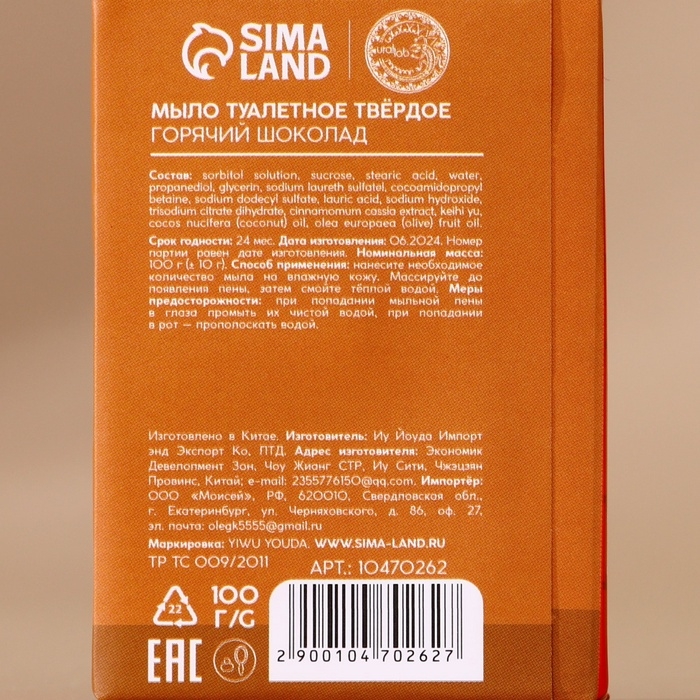 SIMA
LAND
ural lab
МЫЛО ТУАЛЕТНОЕ ТВЁРДОЕ
ГОРЯЧИЙ ШОКОЛАД
Состав: sorbitol solution, sucrose, stearic acid, water,
propanediol, glycerin, sodium laureth sulfatel, cocoamidopropyl
betaine, sodium dodecyl sulfate, lauric acid, sodium hydroxide,
trisodium citrate dihydrate, cinnamomum cassia extract, keihi yu,
cocos nucifera (coconut) oil, olea europaea (olive) fruit oil.
Срок годности: 24 мес. Дата изготовления: 06.2024. Номер
партии равен дате изготовления. Номинальная масса:
100 г (± 10 г). Способ применения: нанесите необходимое
количество мыла на влажную кожу. Массируйте до
появления пены, затем смойте тёплой водой. Меры
предосторожности: при попадании мыльной пены
в глаза промыть их чистой водой, при попадании
в рот — прополоскать водой.
Изготовлено в Китае. Изготовитель: Иу Йоуда Импорт
энд Экспорт Ко, ПТД. Адрес изготовителя: Экономик
Девелопмент Зон, Чоу Жианг СТР, Иу Сити, Чжэцзян
Провинс, Китай; e-mail: 2355776150@qq.com. Импортёр:
ООО «Моисей», РФ, 620010, Свердловская обл.,
г. Екатеринбург, ул. Черняховского, д. 86, оф. 27,
эл. почта: olegk5555@gmail.ru
Маркировка: YIWU YOUDA. WWW.SIMA-LAND.RU
ТР ТС 009/2011
АРТ.: 10470262
22
100
Г/G
EAC
2 900104 702627